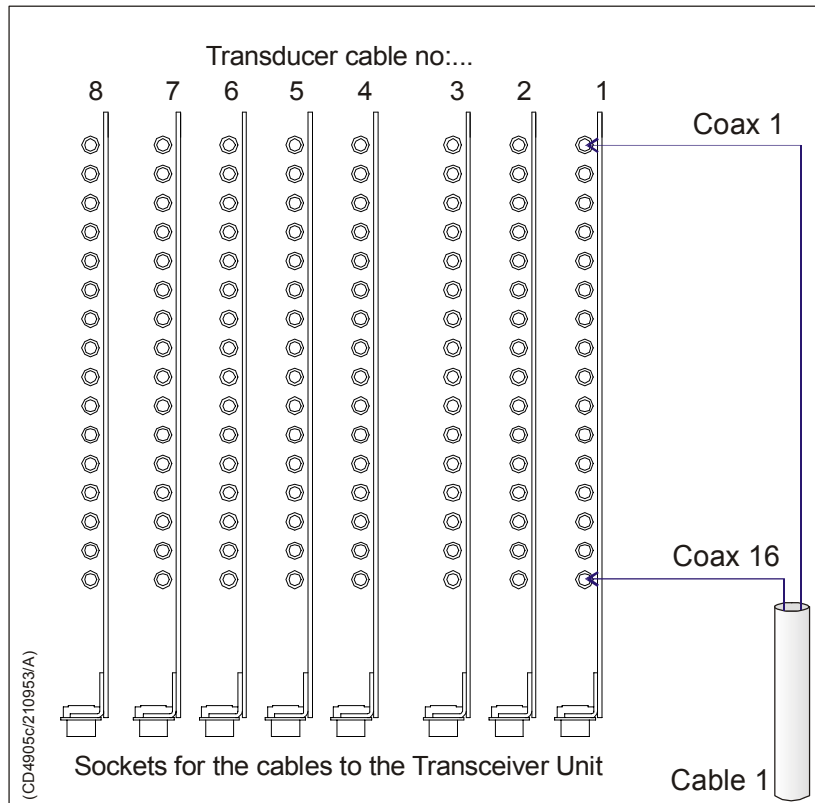 Transducer cable no:...
8 7 6 5 4 3 2 1
Coax 1
Coax 16
(CD4905c/210953/A)
Sockets for the cables to the Transceiver Unit
Cable 1